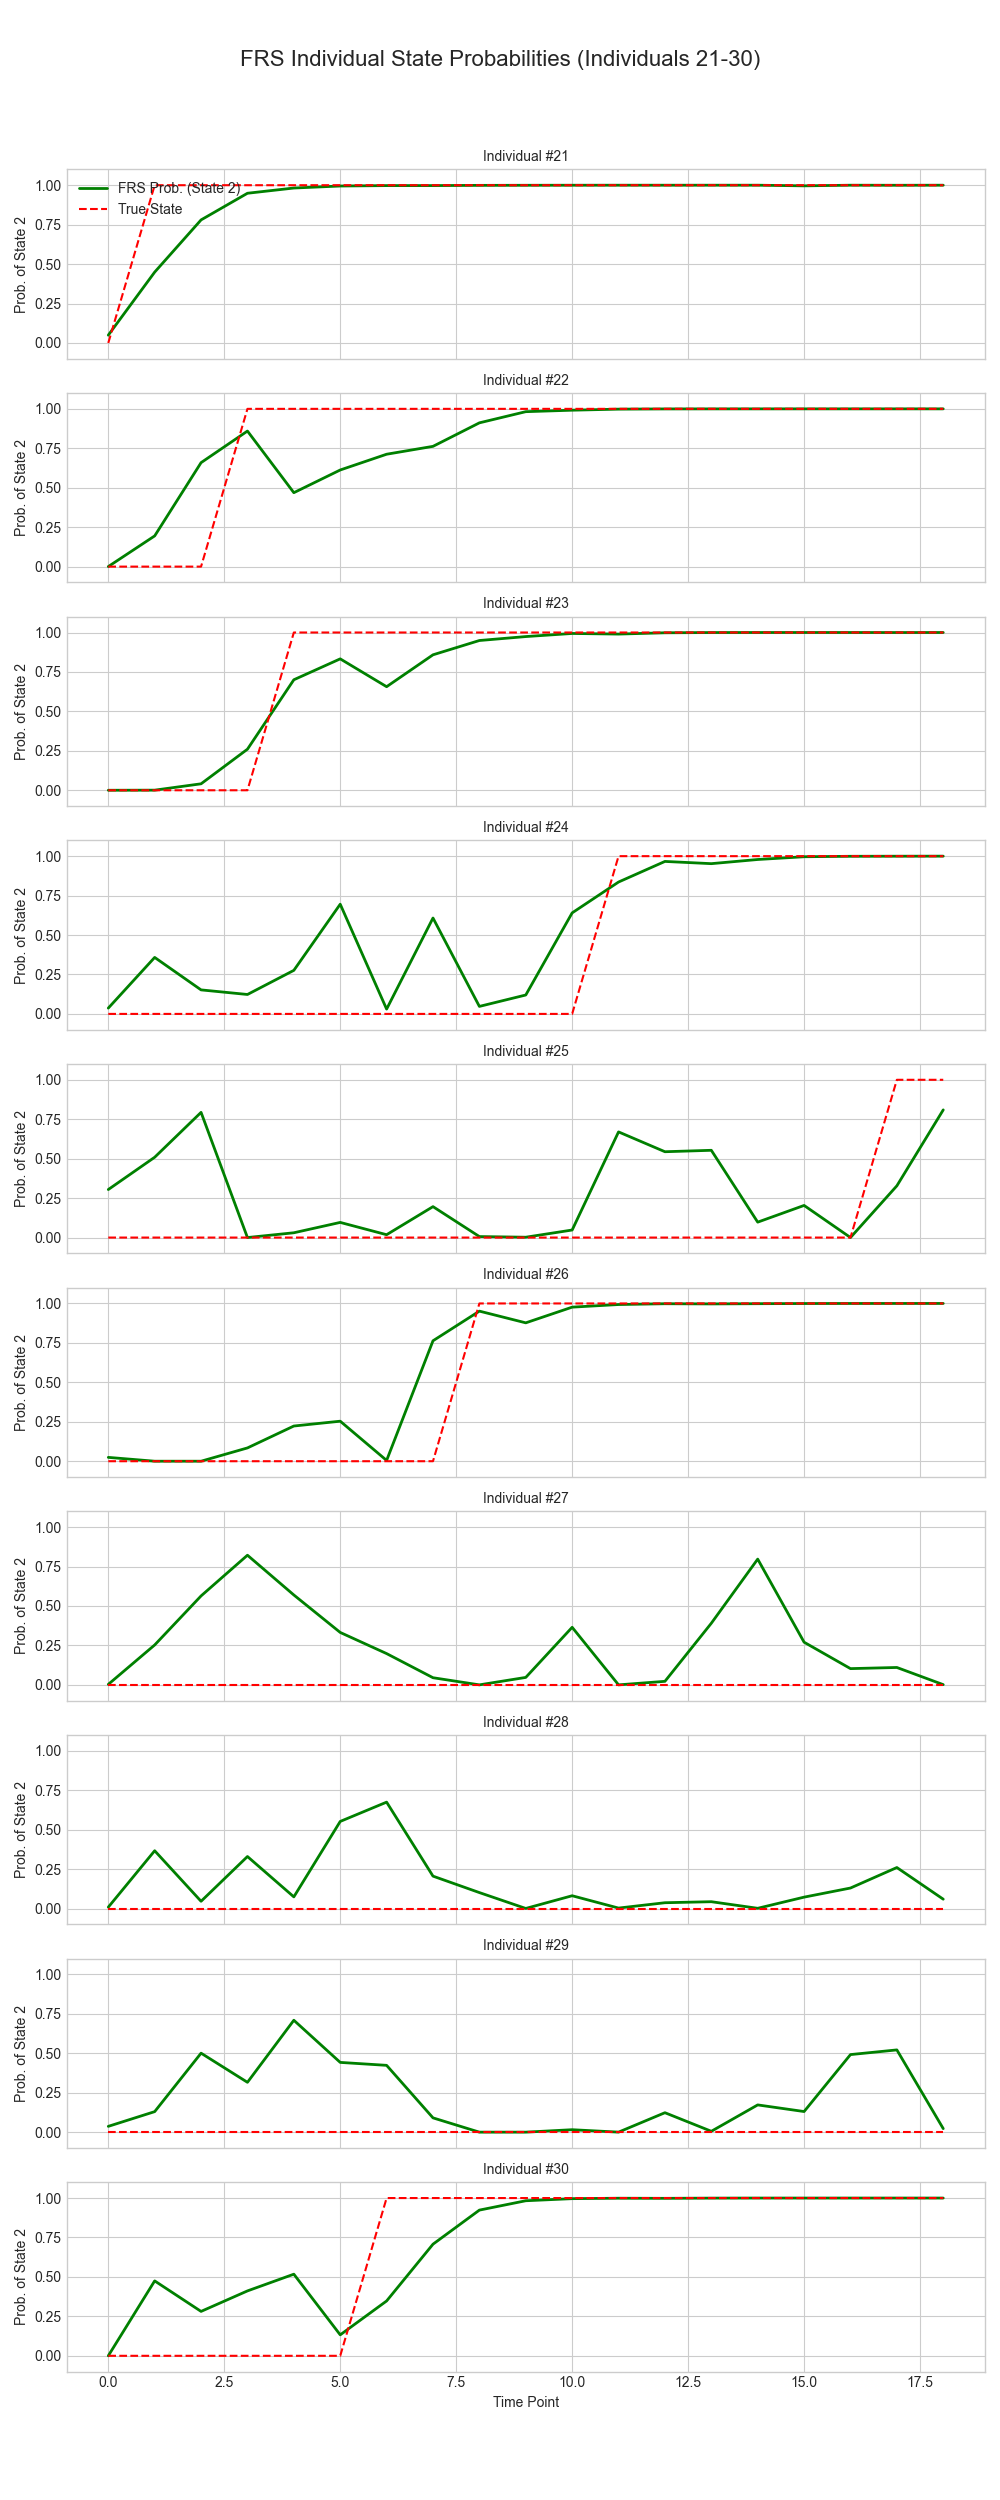 FRS Individual State Probabilities (Individuals 21-30)
Individual #21
FRS Prob. (State 2)
True State
1.00
0.75
0.50
0.25
0.00
Prob. of State 2
Individual #22
1.00
0.75
0.50
0.25
0.00
Prob. of State 2
Individual #23
1.00
0.75
0.50
0.25
0.00
Prob. of State 2
Individual #24
1.00
0.75
0.50
0.25
0.00
Prob. of State 2
Individual #25
1.00
0.75
0.50
0.25
0.00
Prob. of State 2
Individual #26
1.00
0.75
0.50
0.25
0.00
Prob. of State 2
Individual #27
1.00
0.75
0.50
0.25
0.00
Prob. of State 2
Individual #28
1.00
0.75
0.50
0.25
0.00
Prob. of State 2
Individual #29
1.00
0.75
0.50
0.25
0.00
Prob. of State 2
Individual #30
1.00
0.75
0.50
0.25
0.00
Prob. of State 2
0.0 2.5 5.0 7.5 10.0 12.5 15.0 17.5
Time Point